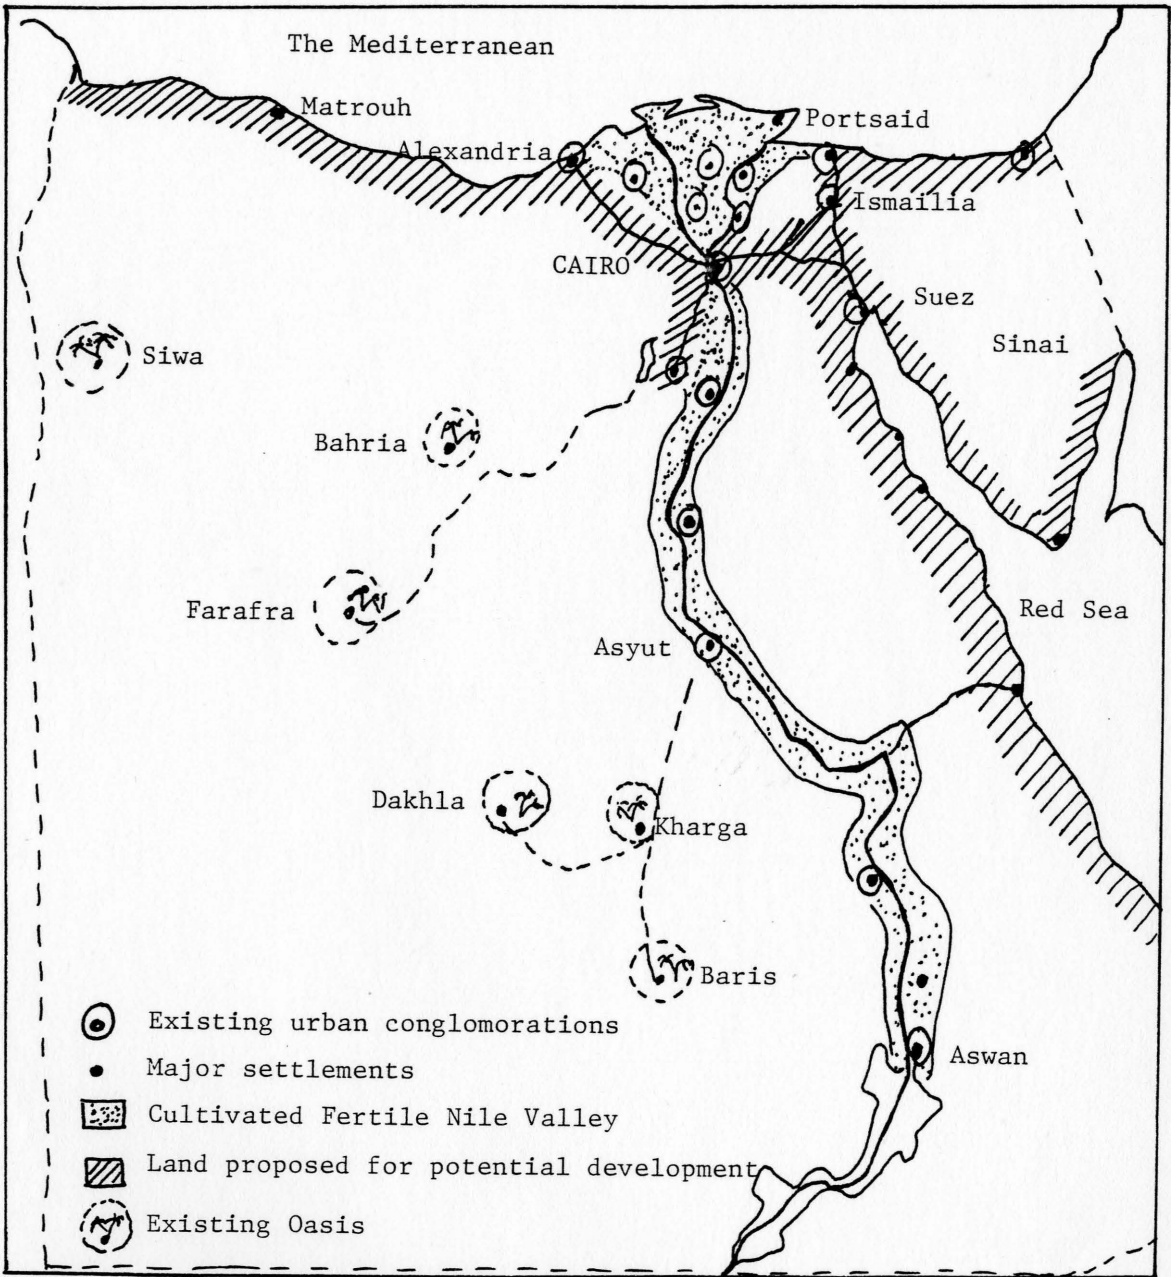 The Mediterranean
Matrouh
Portsaid
Alexandria
Ismailia
CAIRO
Suez
Sinai
Siwa
Bahria
Farafra
Red Sea
Asyut
Dakhla
Kharga
Baris
Existing urban conglomorations
Aswan
Major settlements
Cultivated Fertile Nile Valley
Land proposed for potential development
Existing Oasis